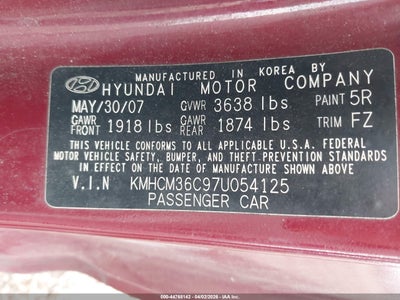 MANUFACTURED IN KOREA BY
HYUNDAI MOTOR COMPANY
MAY/30/07 GVWR 3638 lbs PAINT 5R
GAWR FRONT 1918 lbs GAWR REAR 1874 lbs TRIM FZ
THIS VEHICLE CONFORMS TO ALL APPLICABLE U.S.A. FEDERAL
MOTOR VEHICLE SAFETY, BUMPER, AND THEFT PREVENTION STANDARDS
IN EFFECT ON THE DATE OF MANUFACTURE SHOWN ABOVE.
V.I.N KMHCM36C97U054125
PASSENGER CAR
000-44768142 - 04/02/2026 - IAAI.COM